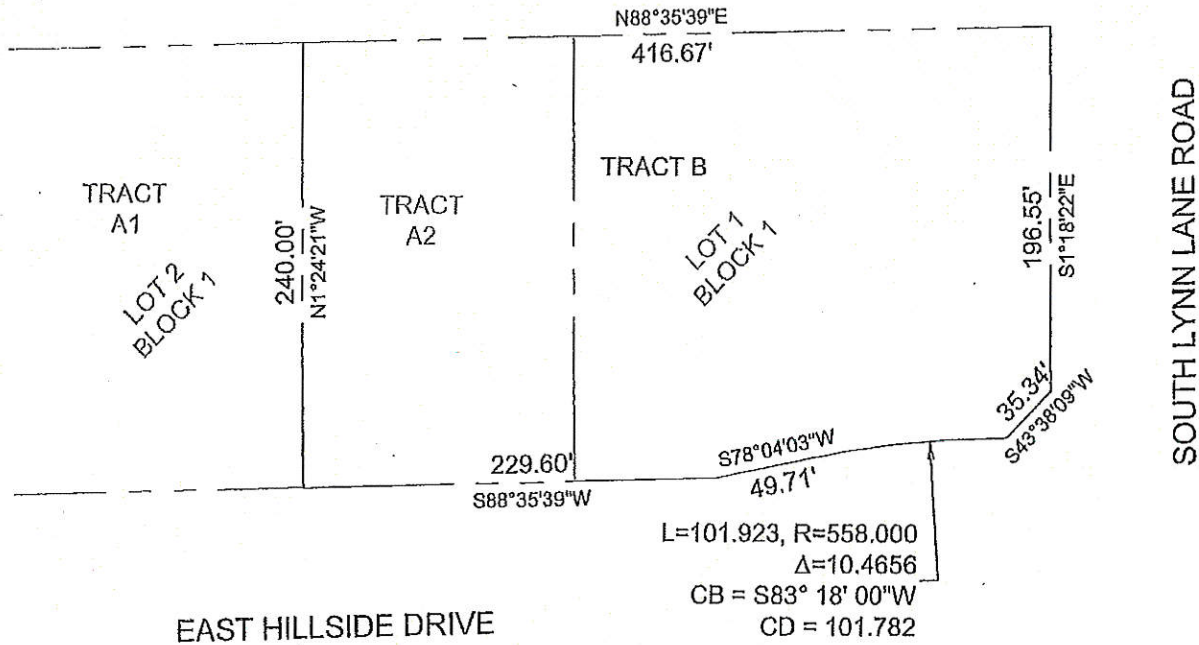 N88°35'39"E
416.67'
TRACT
A1
LOT 2
BLOCK 1
240.00'
N1°24'21"W
TRACT
A2
TRACT B
LOT 1
BLOCK 1
196.55'
S1°18'22"E
SOUTH LYNN LANE ROAD
35.34'
S43°38'09"W
229.60'
S88°35'39"W
S78°04'03"W
49.71'
L=101.923, R=558.000
Δ=10.4656
CB = S83° 18' 00"W
CD = 101.782
EAST HILLSIDE DRIVE